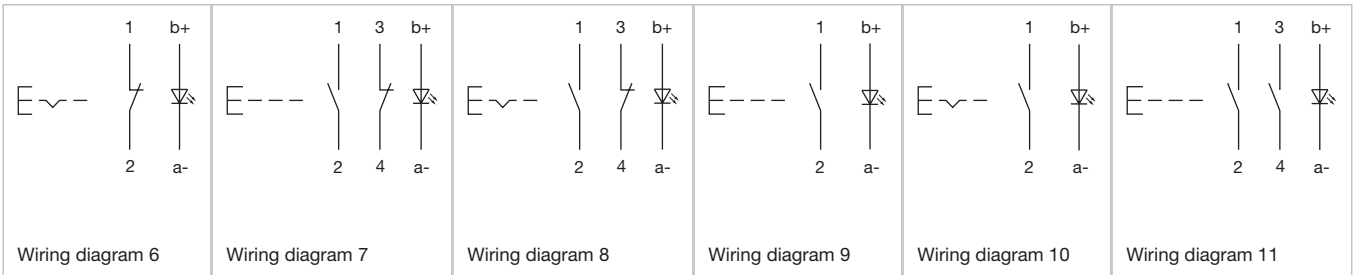 1 b+
2 a-
Wiring diagram 6
1 3 b+
2 4 a-
Wiring diagram 7
1 3 b+
2 4 a-
Wiring diagram 8
1 b+
2 a-
Wiring diagram 9
1 b+
2 a-
Wiring diagram 10
1 3 b+
2 4 a-
Wiring diagram 11